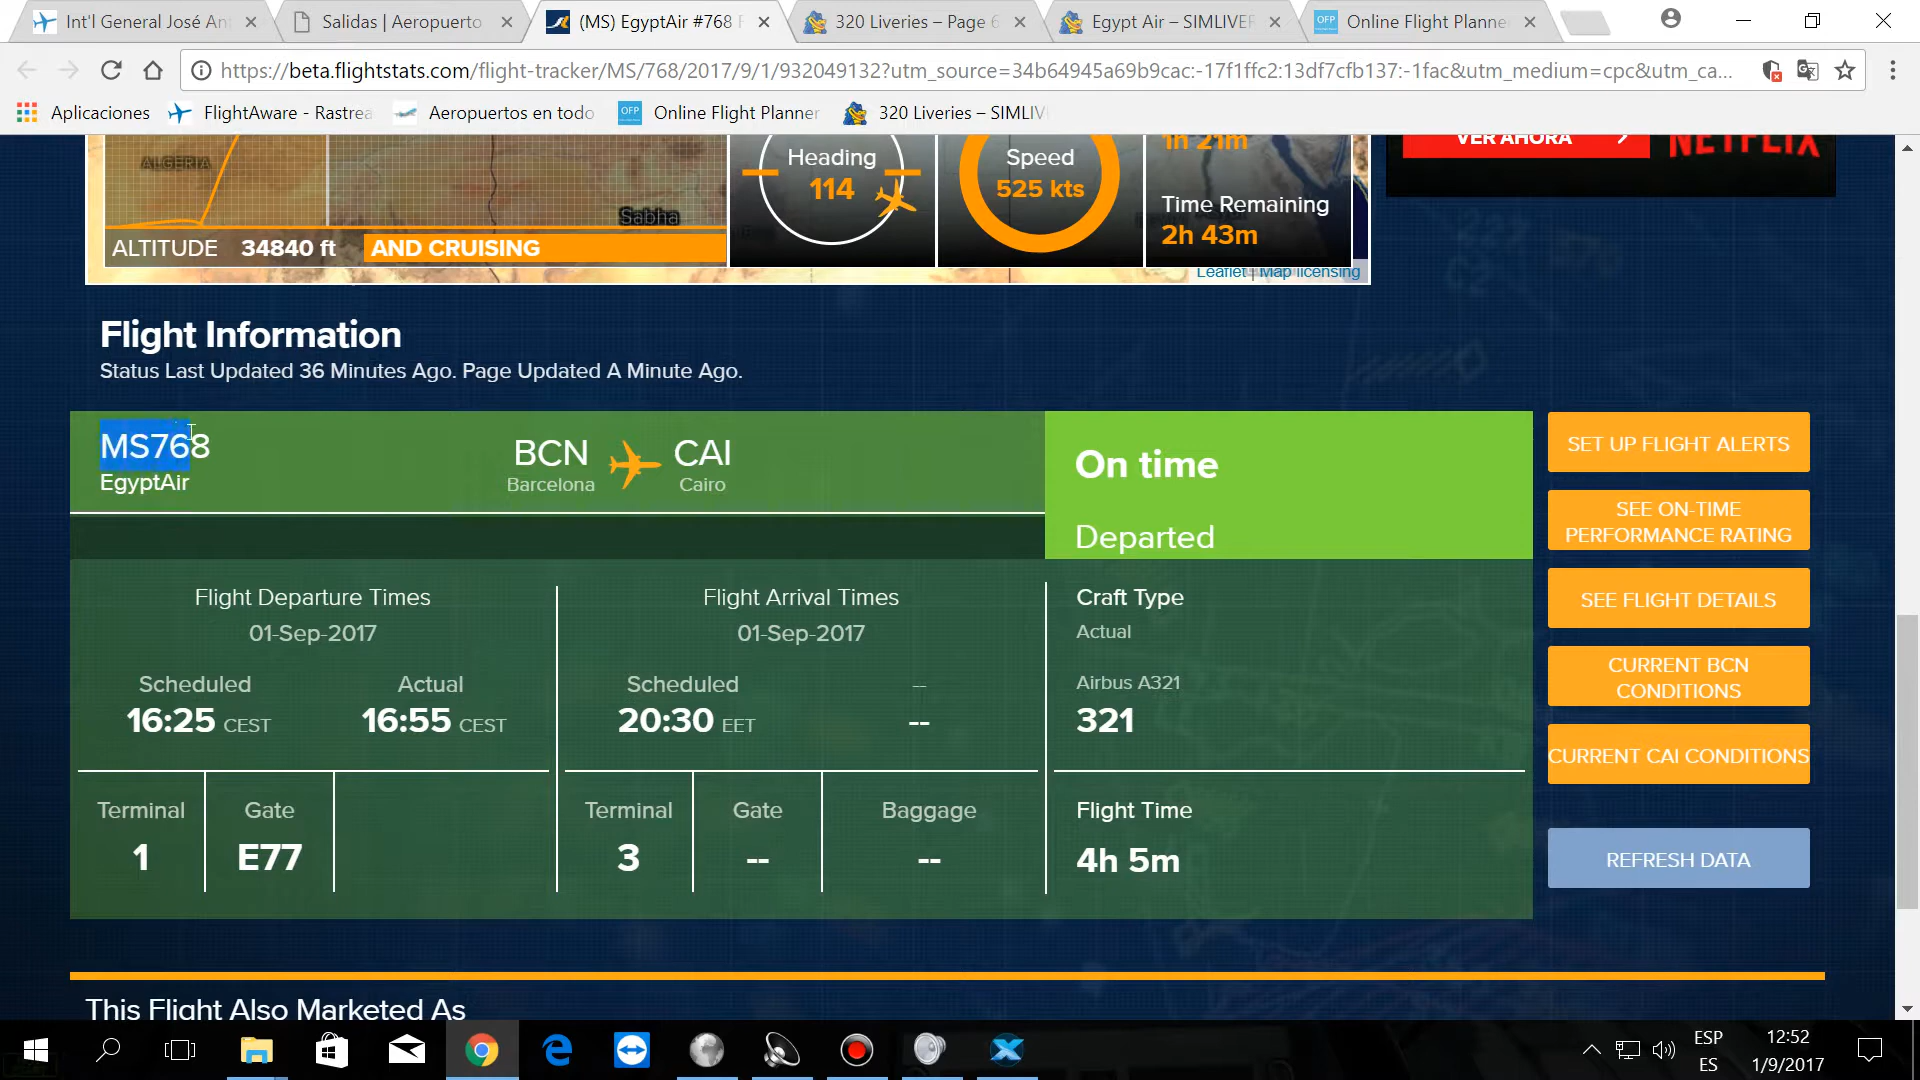 Int'l General José An
Salidas | Aeropuerto
(MS) EgyptAir #768 F
320 Liveries – Page 6
Egypt Air – SIMLIVER
OFP
Online Flight Planne
https://beta.flightstats.com/flight-tracker/MS/768/2017/9/1/932049132?utm_source=34b64945a69b9cac:-17f1ffc2:13df7cfb137:-1fac&utm_medium=cpc&utm_ca...
Aplicaciones
FlightAware - Rastrea
Aeropuertos en todo
OFP
Online Flight Planner
320 Liveries – SIMLIV
ALGERIA
Sabha
ALTITUDE 34840 ft AND CRUISING
Heading
114
Speed
525 kts
1h 21m
Time Remaining
2h 43m
Leaflet | Map licensing
VER AHORA
NETFLIX
Flight Information
Status Last Updated 36 Minutes Ago. Page Updated A Minute Ago.
MS768
EgyptAir
BCN
Barcelona
CAI
Cairo
On time
Departed
Flight Departure Times
01-Sep-2017
Scheduled
16:25 CEST
Actual
16:55 CEST
Terminal
1
Gate
E77
Flight Arrival Times
01-Sep-2017
Scheduled
20:30 EET
--
--
Terminal
3
Gate
--
Baggage
--
Craft Type
Actual
Airbus A321
321
Flight Time
4h 5m
SET UP FLIGHT ALERTS
SEE ON-TIME
PERFORMANCE RATING
SEE FLIGHT DETAILS
CURRENT BCN
CONDITIONS
CURRENT CAI CONDITIONS
REFRESH DATA
This Flight Also Marketed As
ESP
ES
12:52
1/9/2017